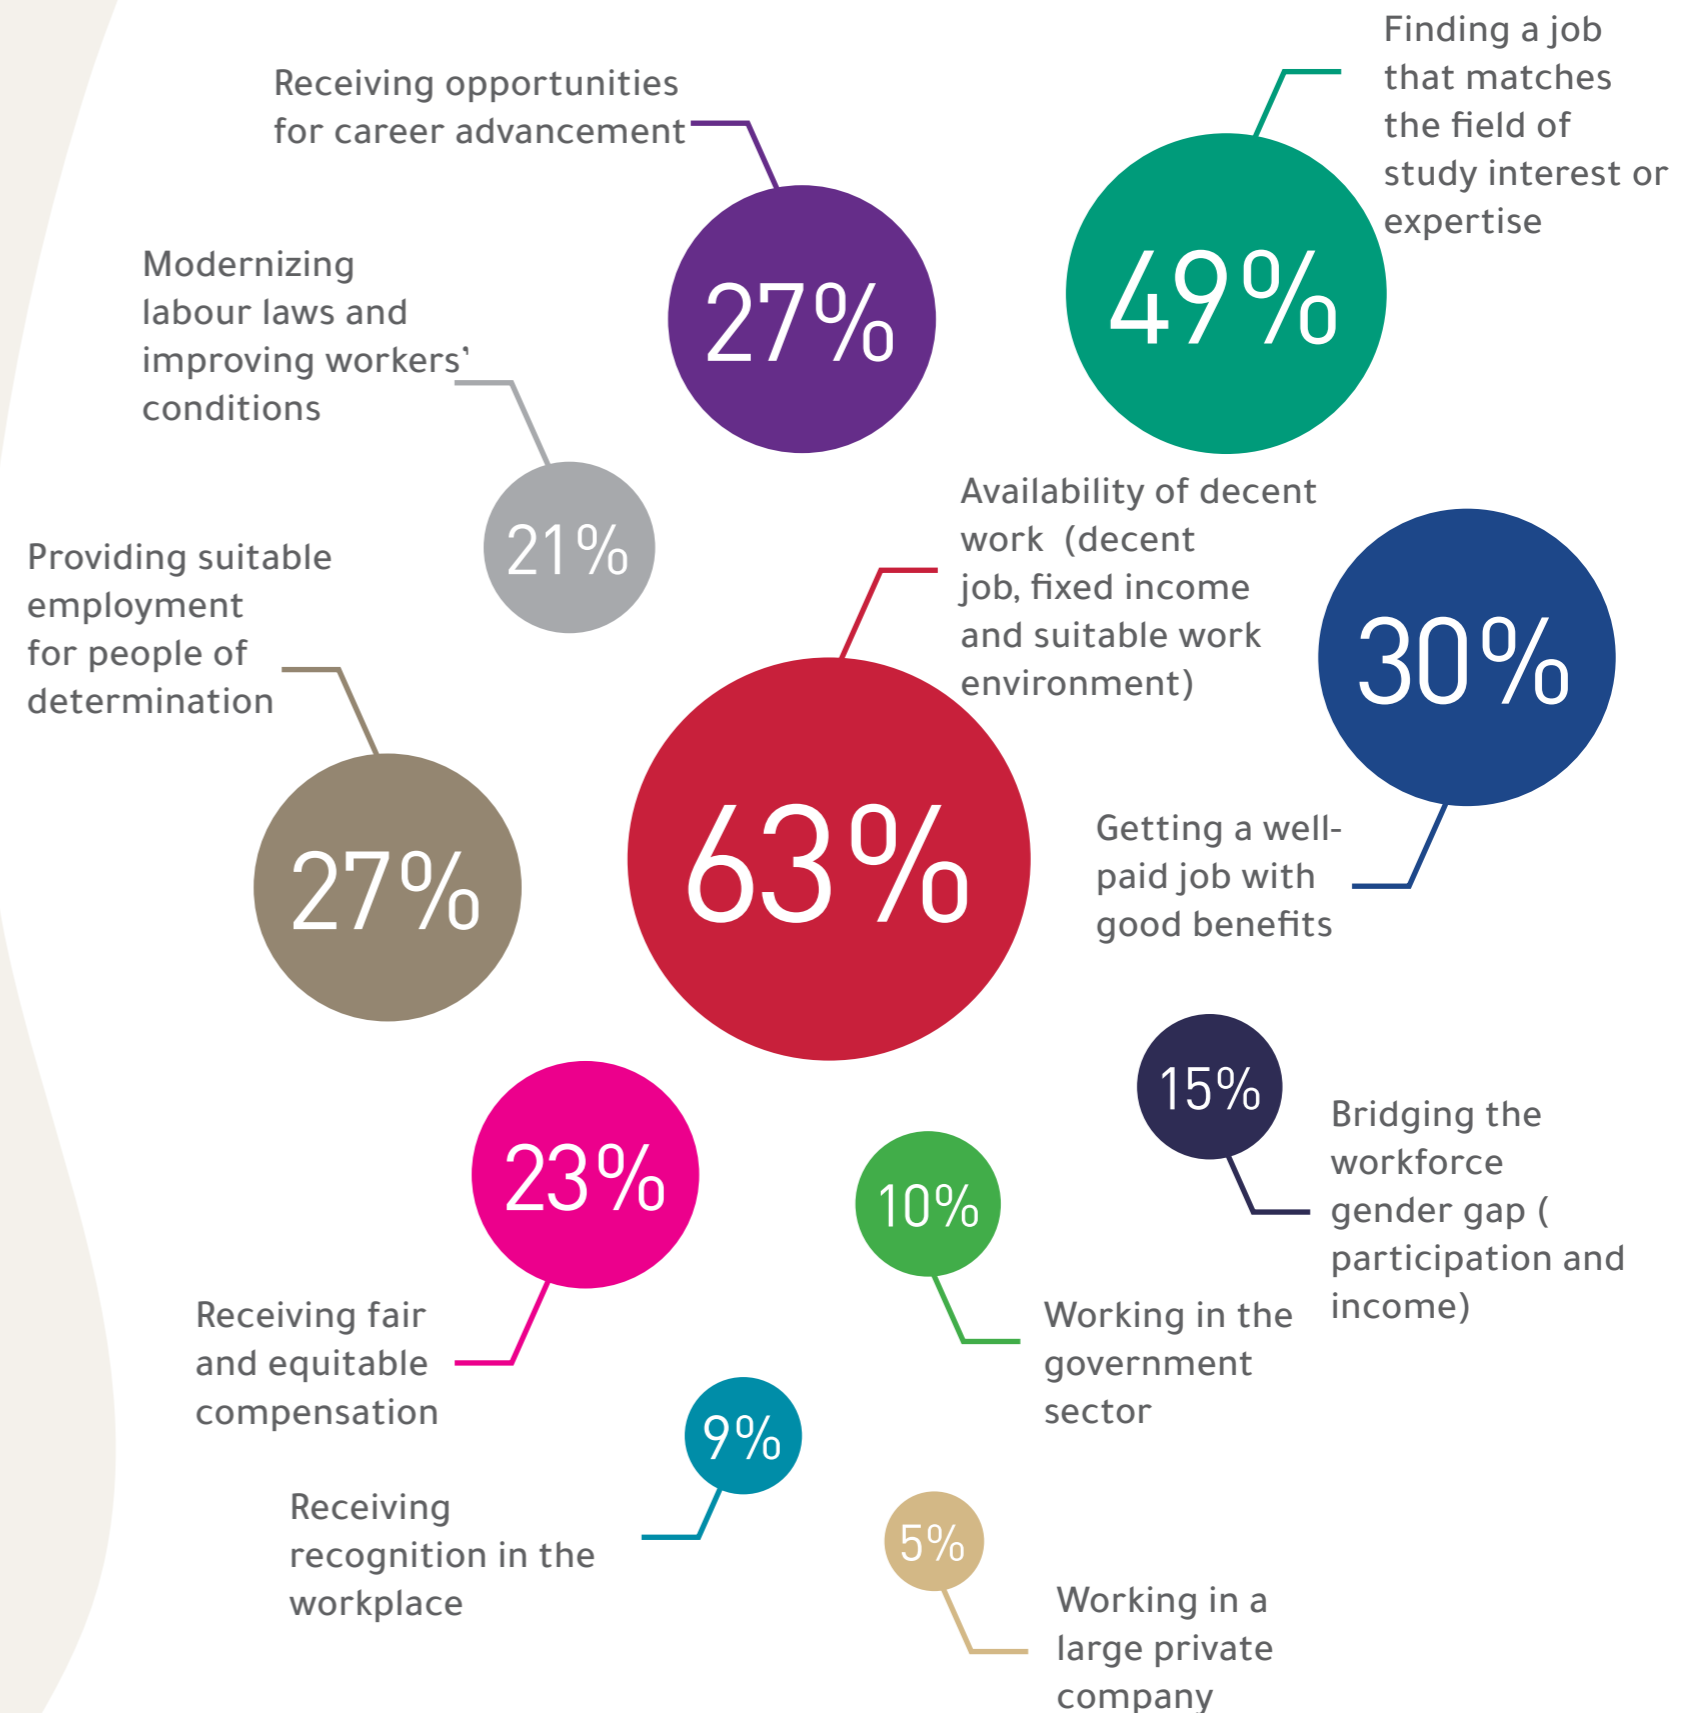 Receiving opportunities
for career advancement
27%
Finding a job
that matches
the field of
study interest or
expertise
49%
Modernizing
labour laws and
improving workers’
conditions
21%
Availability of decent
work (decent
job, fixed income
and suitable work
environment)
63%
30%
Getting a well-
paid job with
good benefits
Providing suitable
employment
for people of
determination
27%
15%
Bridging the
workforce
gender gap (
participation and
income)
23%
Receiving fair
and equitable
compensation
10%
Working in the
government
sector
9%
Receiving
recognition in the
workplace
5%
Working in a
large private
company